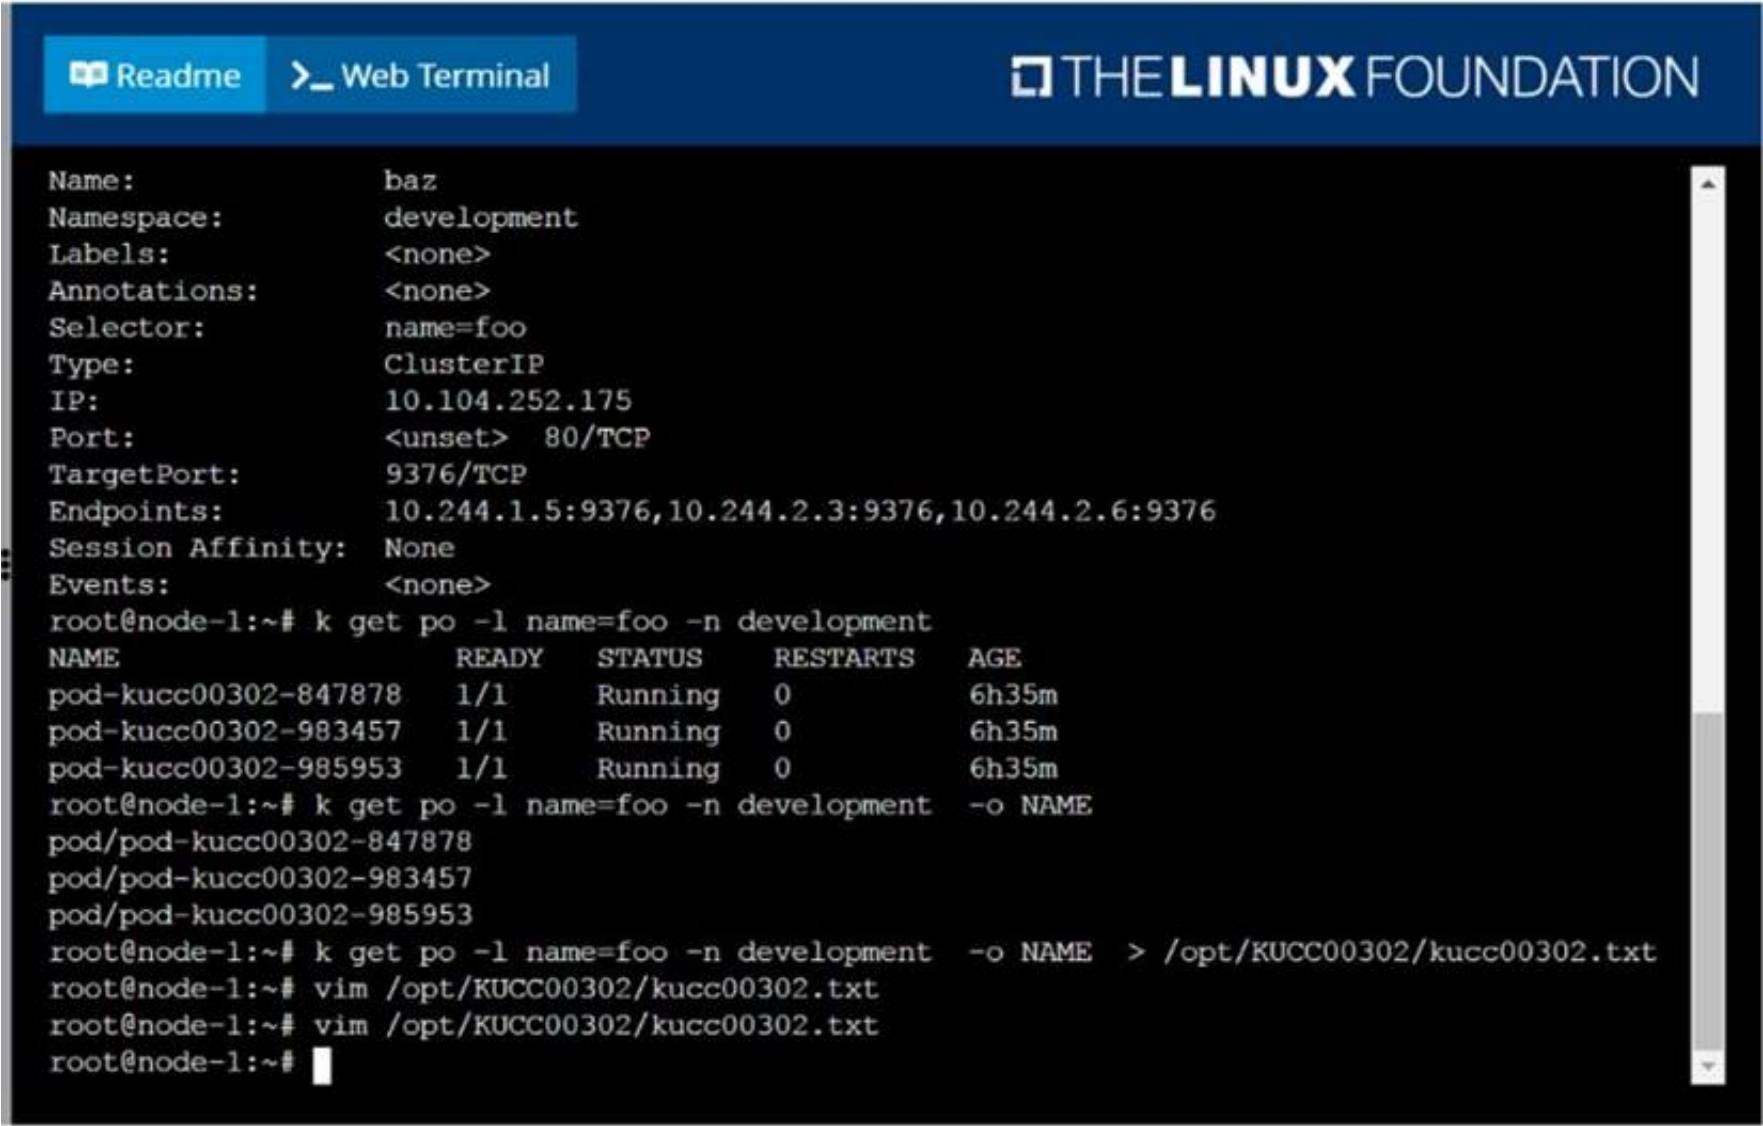 Readme >_ Web Terminal THE LINUX FOUNDATION
Name: baz
Namespace: development
Labels: <none>
Annotations: <none>
Selector: name=foo
Type: ClusterIP
IP: 10.104.252.175
Port: <unset> 80/TCP
TargetPort: 9376/TCP
Endpoints: 10.244.1.5:9376,10.244.2.3:9376,10.244.2.6:9376
Session Affinity: None
Events: <none>
root@node-1:~# k get po -l name=foo -n development
NAME READY STATUS RESTARTS AGE
pod-kucc00302-847878 1/1 Running 0 6h35m
pod-kucc00302-983457 1/1 Running 0 6h35m
pod-kucc00302-985953 1/1 Running 0 6h35m
root@node-1:~# k get po -l name=foo -n development -o NAME
pod/pod-kucc00302-847878
pod/pod-kucc00302-983457
pod/pod-kucc00302-985953
root@node-1:~# k get po -l name=foo -n development -o NAME > /opt/KUCC00302/kucc00302.txt
root@node-1:~# vim /opt/KUCC00302/kucc00302.txt
root@node-1:~# vim /opt/KUCC00302/kucc00302.txt
root@node-1:~#